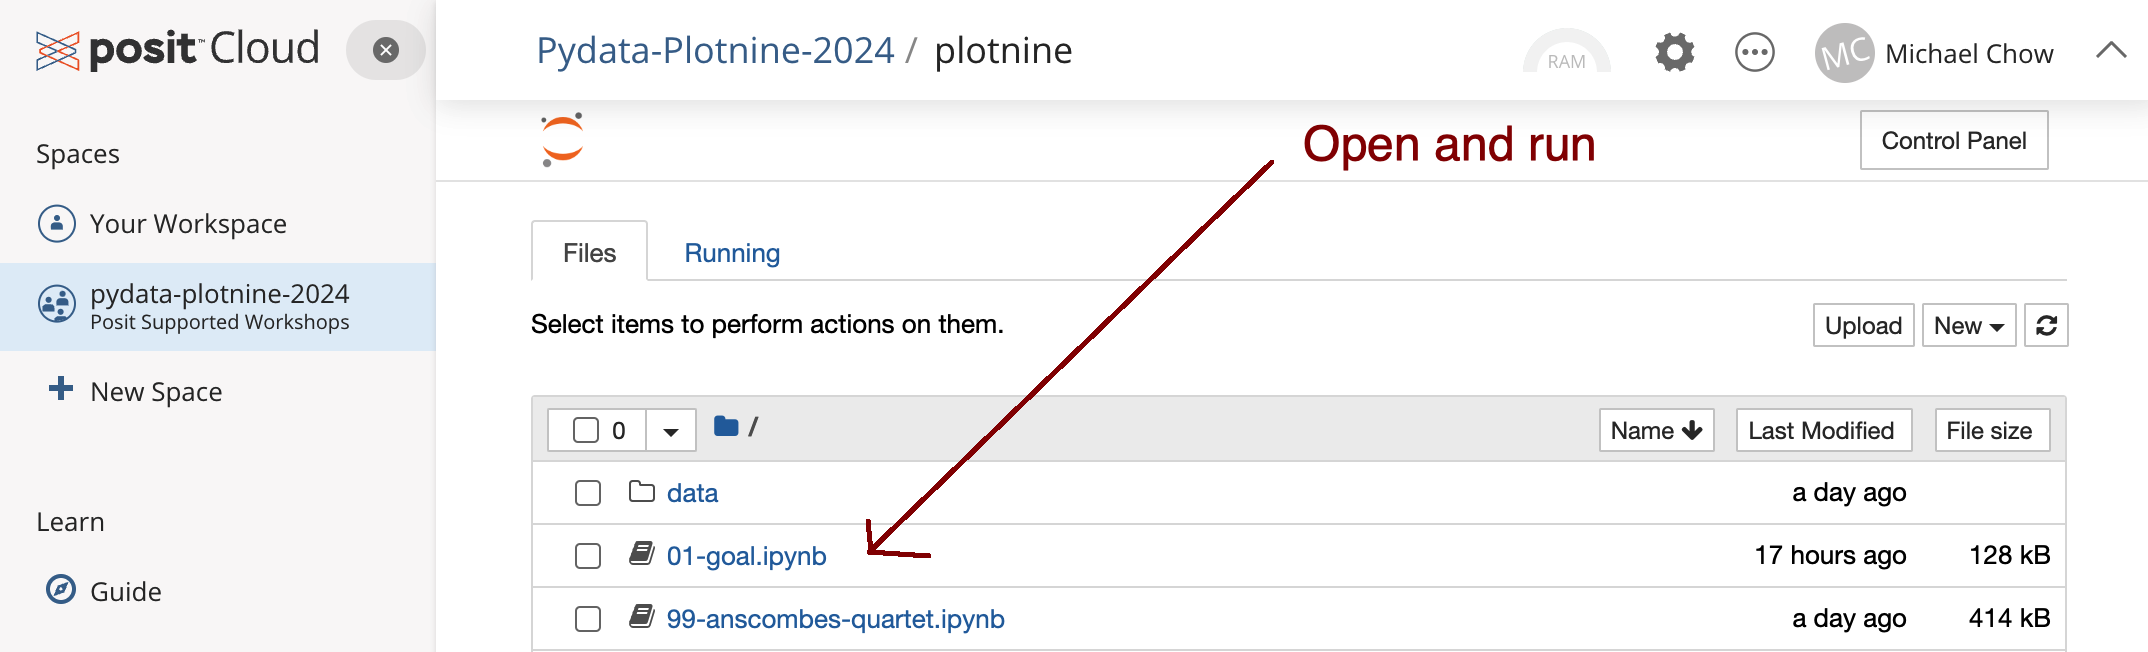 posit™ Cloud
Pydata-Plotnine-2024 / plotnine
RAM
MC
Michael Chow
Spaces
Your Workspace
pydata-plotnine-2024
Posit Supported Workshops
New Space
Learn
Guide
Open and run
Control Panel
Files
Running
Select items to perform actions on them.
Upload
New
0
/
Name
Last Modified
File size
data
a day ago
01-goal.ipynb
17 hours ago
128 kB
99-anscombes-quartet.ipynb
a day ago
414 kB